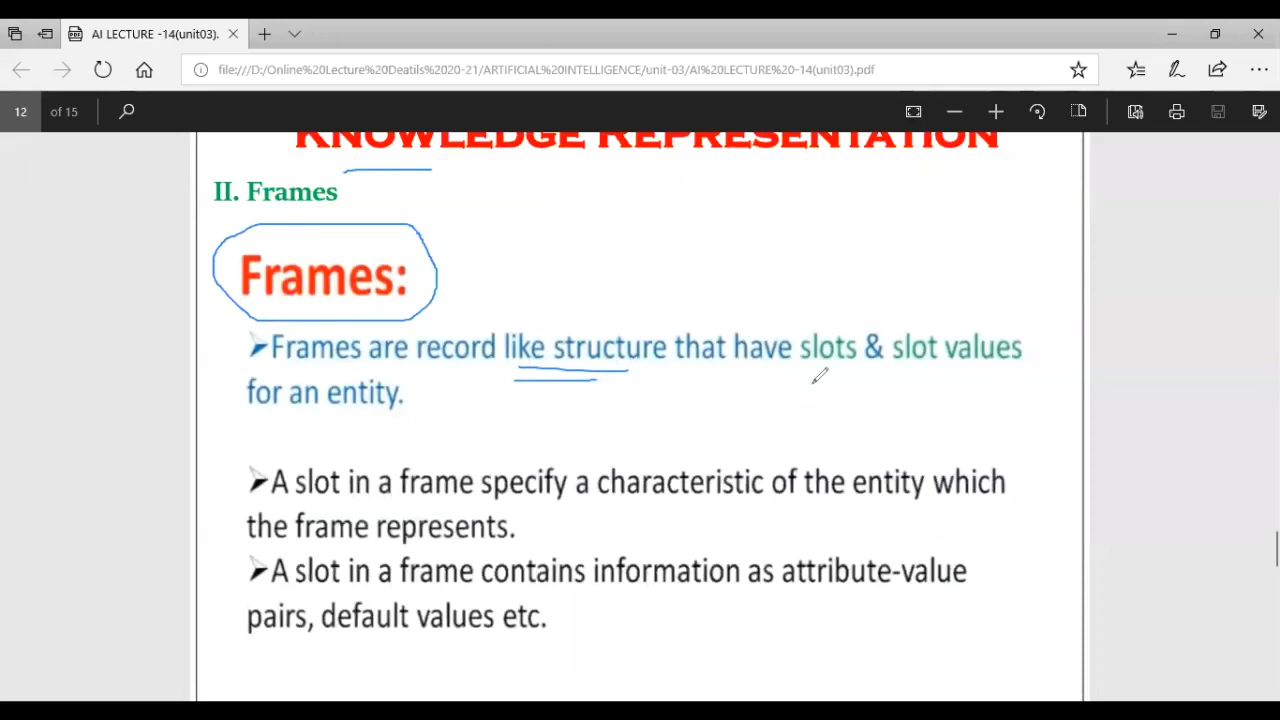 AI LECTURE -14(unit03).
file:///D:/Online%20Lecture%20Deatils%2020-21/ARTIFICIAL%20INTELLIGENCE/unit-03/AI%20LECTURE%20-14(unit03).pdf
12 of 15
KNOWLEDGE REPRESENTATION
II. Frames
Frames:
➤Frames are record like structure that have slots & slot values
for an entity.
➤A slot in a frame specify a characteristic of the entity which
the frame represents.
➤A slot in a frame contains information as attribute-value
pairs, default values etc.